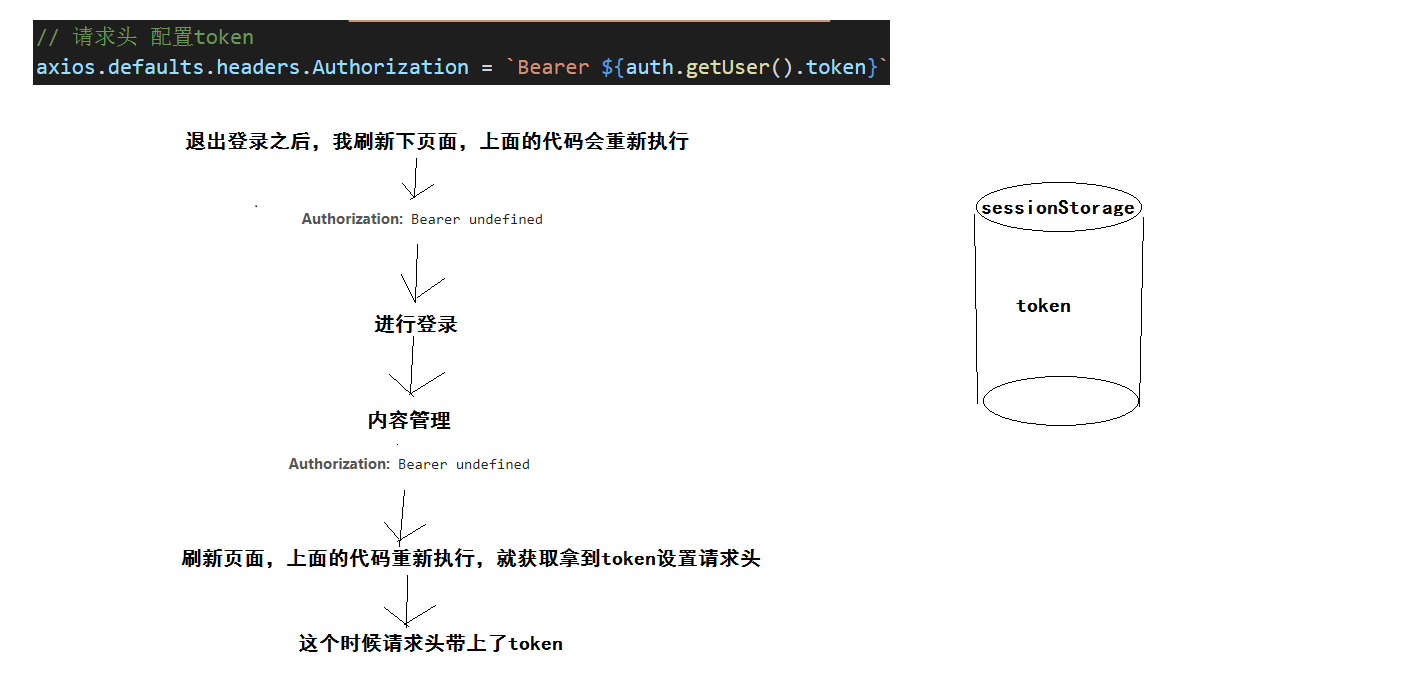 // 请求头 配置token
axios.defaults.headers.Authorization = `Bearer ${auth.getUser().token}`
退出登录之后，我刷新下页面，上面的代码会重新执行
sessionStorage
Authorization: Bearer undefined
token
进行登录
内容管理
Authorization: Bearer undefined
刷新页面，上面的代码重新执行，就获取拿到token设置请求头
这个时候请求头带上了token